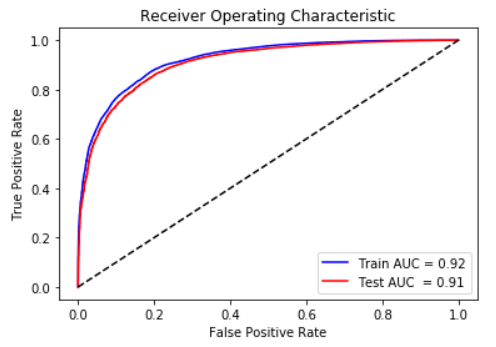 Receiver Operating Characteristic
1.0
0.8
0.6
0.4
0.2
0.0
True Positive Rate
Train AUC = 0.92
Test AUC  = 0.91
0.0 0.2 0.4 0.6 0.8 1.0
False Positive Rate